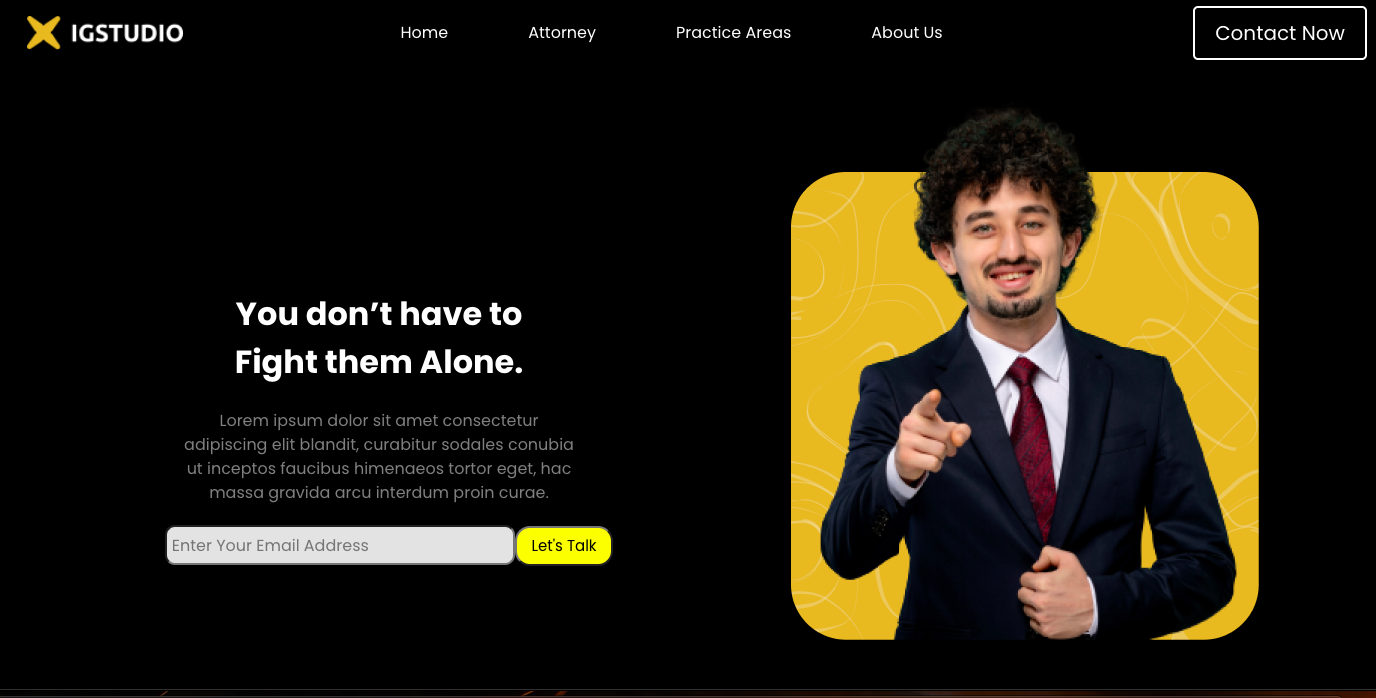 IGSTUDIO
Home
Attorney
Practice Areas
About Us
Contact Now
You don’t have to
Fight them Alone.
Lorem ipsum dolor sit amet consectetur
adipiscing elit blandit, curabitur sodales conubia
ut inceptos faucibus himenaeos tortor eget, hac
massa gravida arcu interdum proin curae.
Enter Your Email Address
Let's Talk